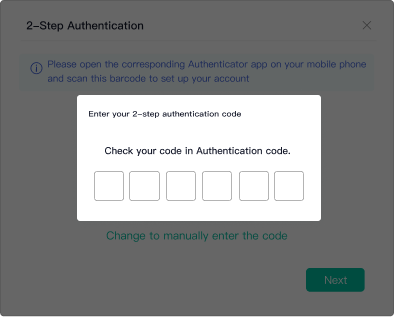 2-Step Authentication
Please open the corresponding Authenticator app on your mobile phone
and scan this barcode to set up your account
Enter your 2-step authentication code
Check your code in Authentication code.
Change to manually enter the code
Next